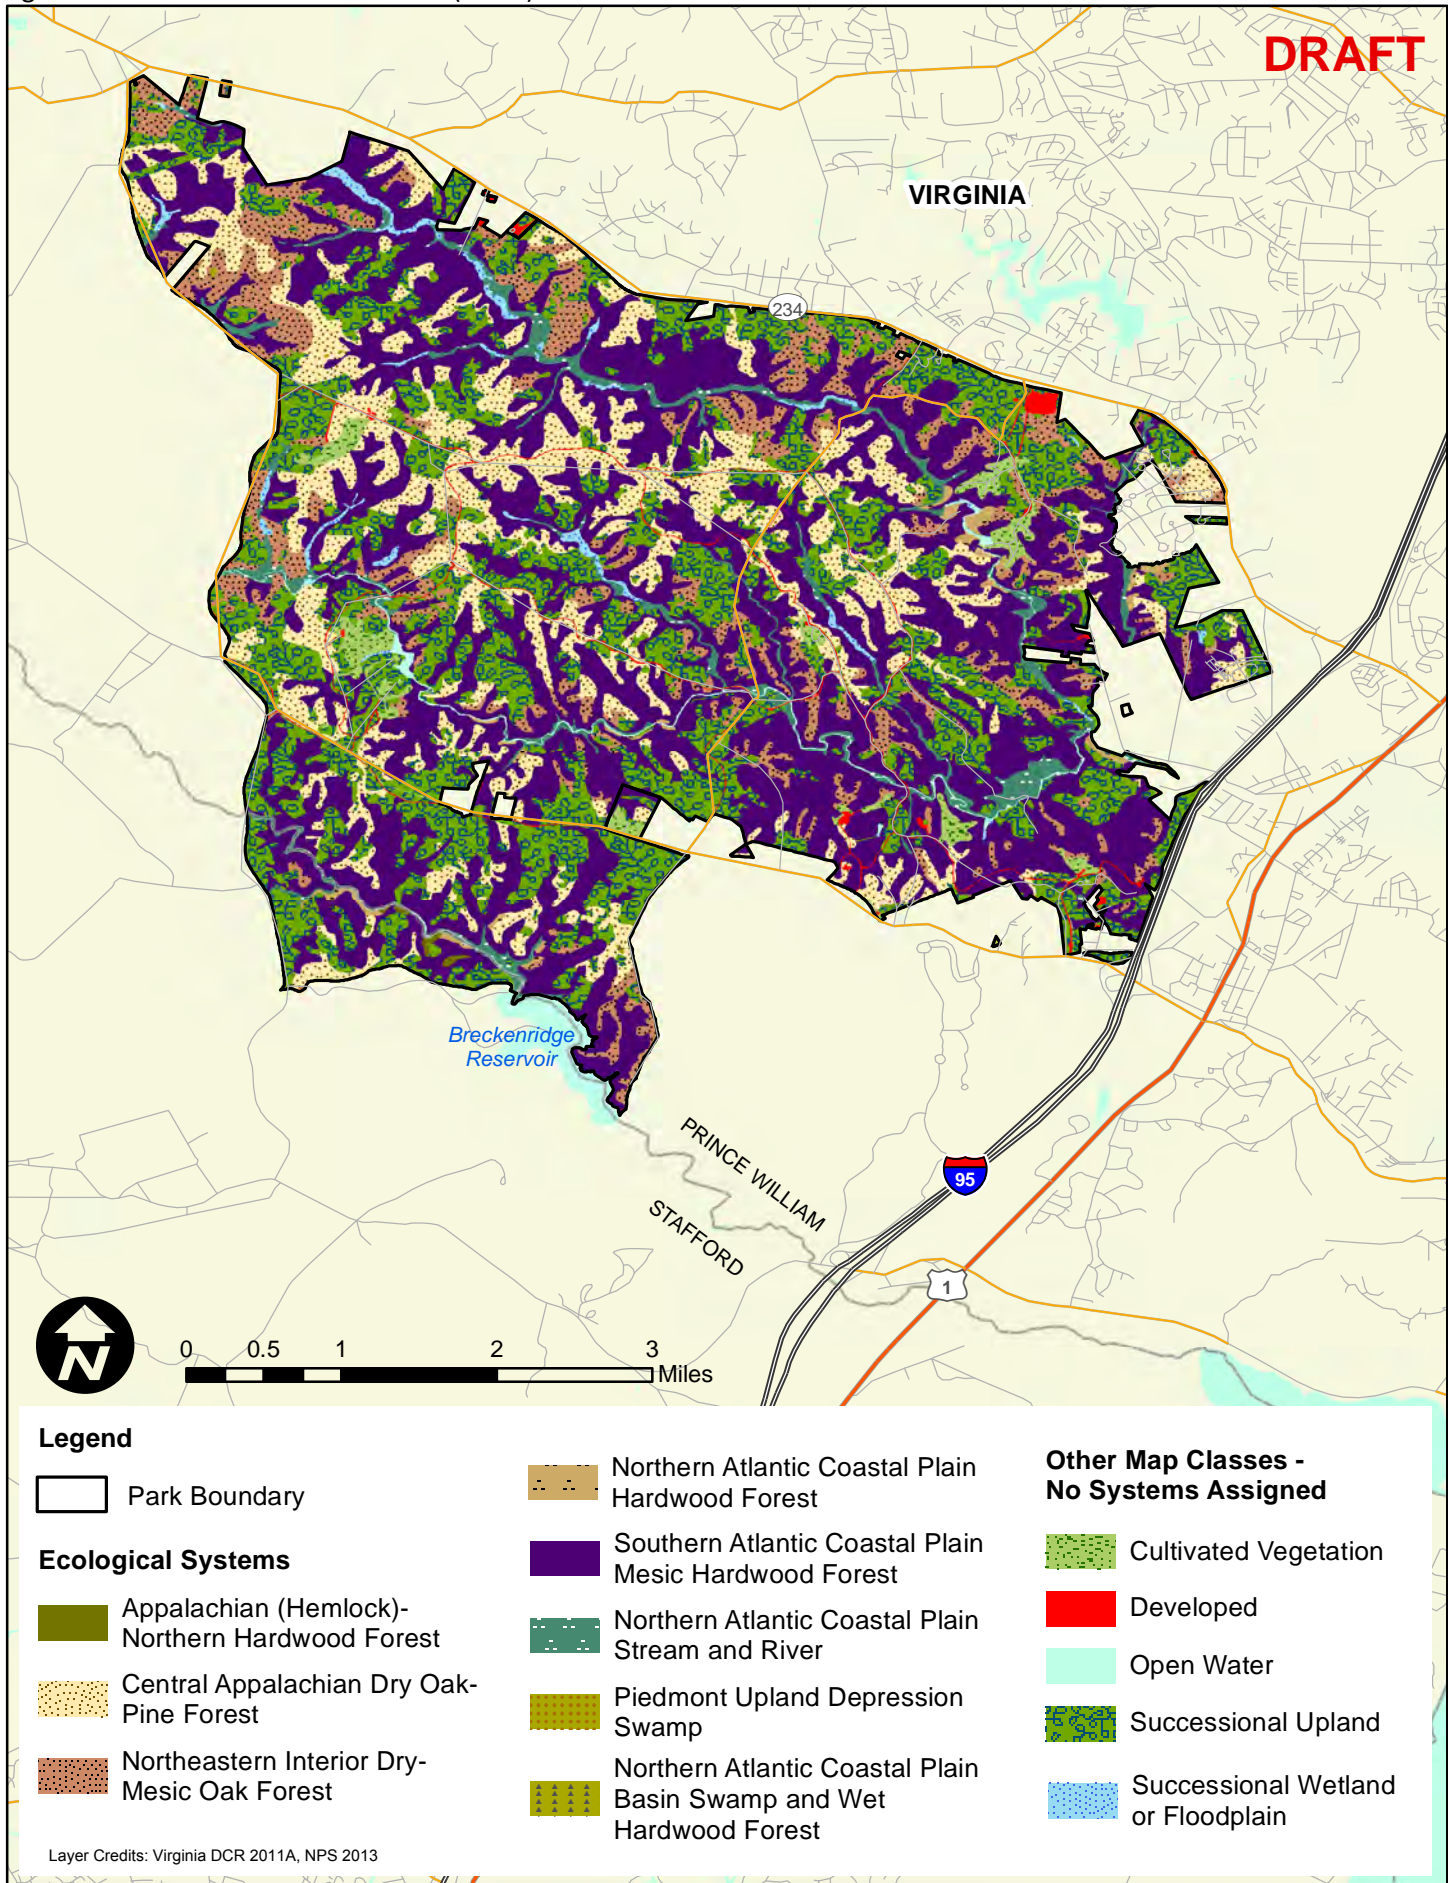 DRAFT
VIRGINIA
234
Breckenridge
Reservoir
PRINCE WILLIAM
STAFFORD
95
1
N
0 0.5 1 2 3
Miles
Legend
Park Boundary
Ecological Systems
Appalachian (Hemlock)-
Northern Hardwood Forest
Central Appalachian Dry Oak-
Pine Forest
Northeastern Interior Dry-
Mesic Oak Forest
Northern Atlantic Coastal Plain
Hardwood Forest
Southern Atlantic Coastal Plain
Mesic Hardwood Forest
Northern Atlantic Coastal Plain
Stream and River
Piedmont Upland Depression
Swamp
Northern Atlantic Coastal Plain
Basin Swamp and Wet
Hardwood Forest
Other Map Classes -
No Systems Assigned
Cultivated Vegetation
Developed
Open Water
Successional Upland
Successional Wetland
or Floodplain
Layer Credits: Virginia DCR 2011A, NPS 2013